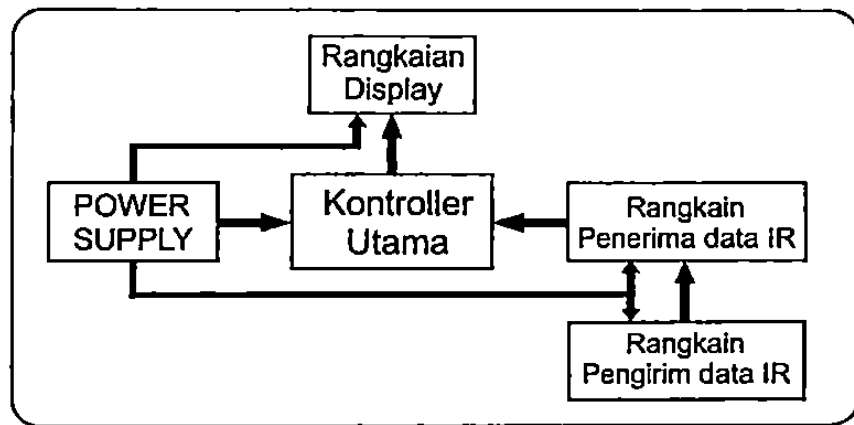 Rangkaian
Display
POWER
SUPPLY
Kontroller
Utama
Rangkain
Penerima data IR
Rangkain
Pengirim data IR